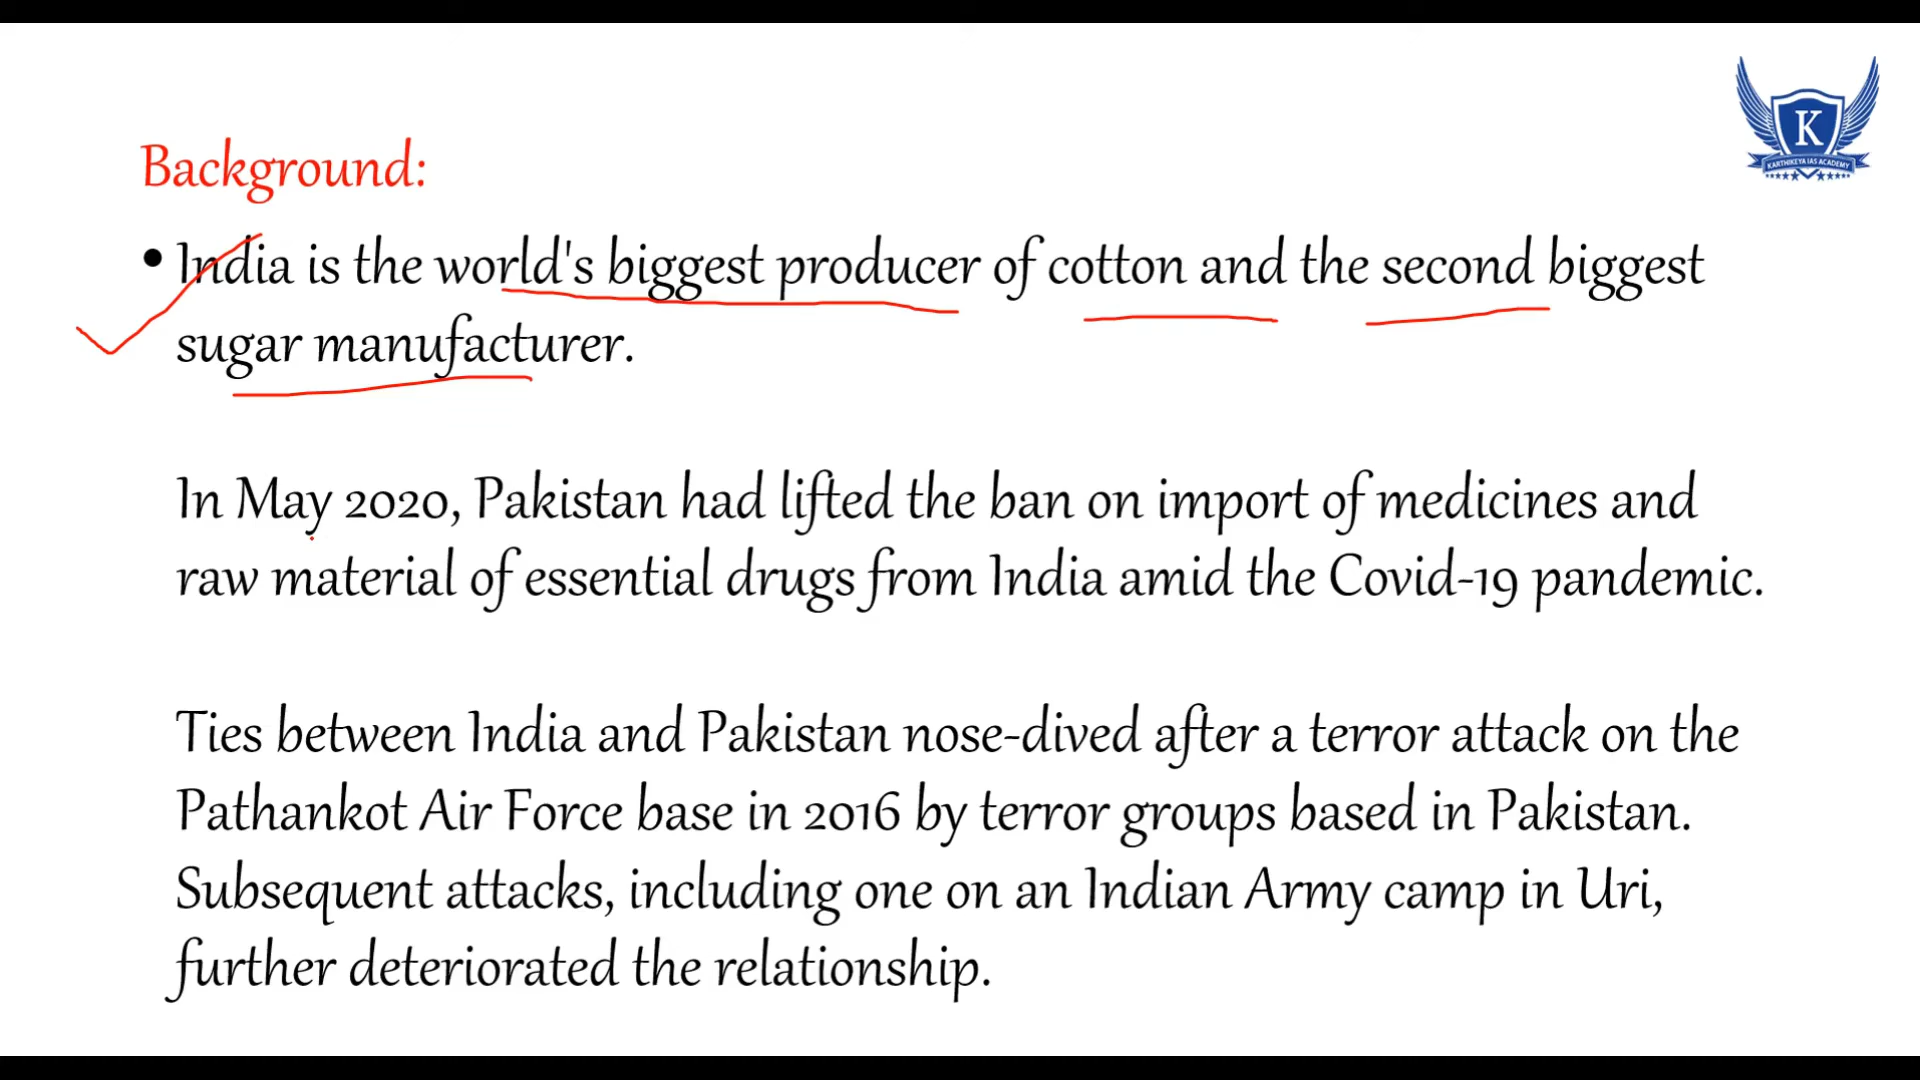 K
KARTHIKEYA IAS ACADEMY
Background:
• India is the world's biggest producer of cotton and the second biggest
sugar manufacturer.
In May 2020, Pakistan had lifted the ban on import of medicines and
raw material of essential drugs from India amid the Covid-19 pandemic.
Ties between India and Pakistan nose-dived after a terror attack on the
Pathankot Air Force base in 2016 by terror groups based in Pakistan.
Subsequent attacks, including one on an Indian Army camp in Uri,
further deteriorated the relationship.